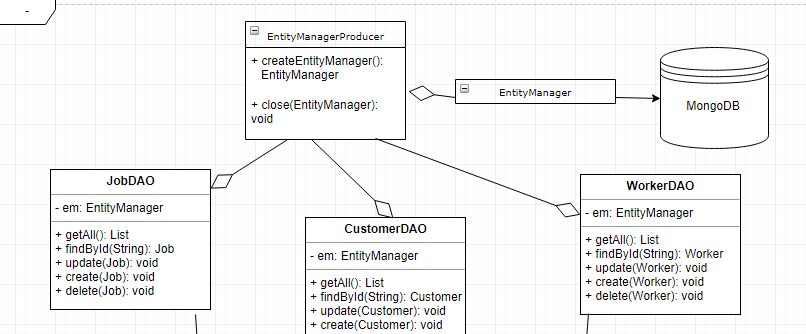 -
EntityManagerProducer
+ createEntityManager():
EntityManager
+ close(EntityManager):
void
EntityManager
MongoDB
JobDAO
- em: EntityManager
+ getAll(): List
+ findById(String): Job
+ update(Job): void
+ create(Job): void
+ delete(Job): void
CustomerDAO
- em: EntityManager
+ getAll(): List
+ findById(String): Customer
+ update(Customer): void
+ create(Customer): void
WorkerDAO
- em: EntityManager
+ getAll(): List
+ findById(String): Worker
+ update(Worker): void
+ create(Worker): void
+ delete(Worker): void